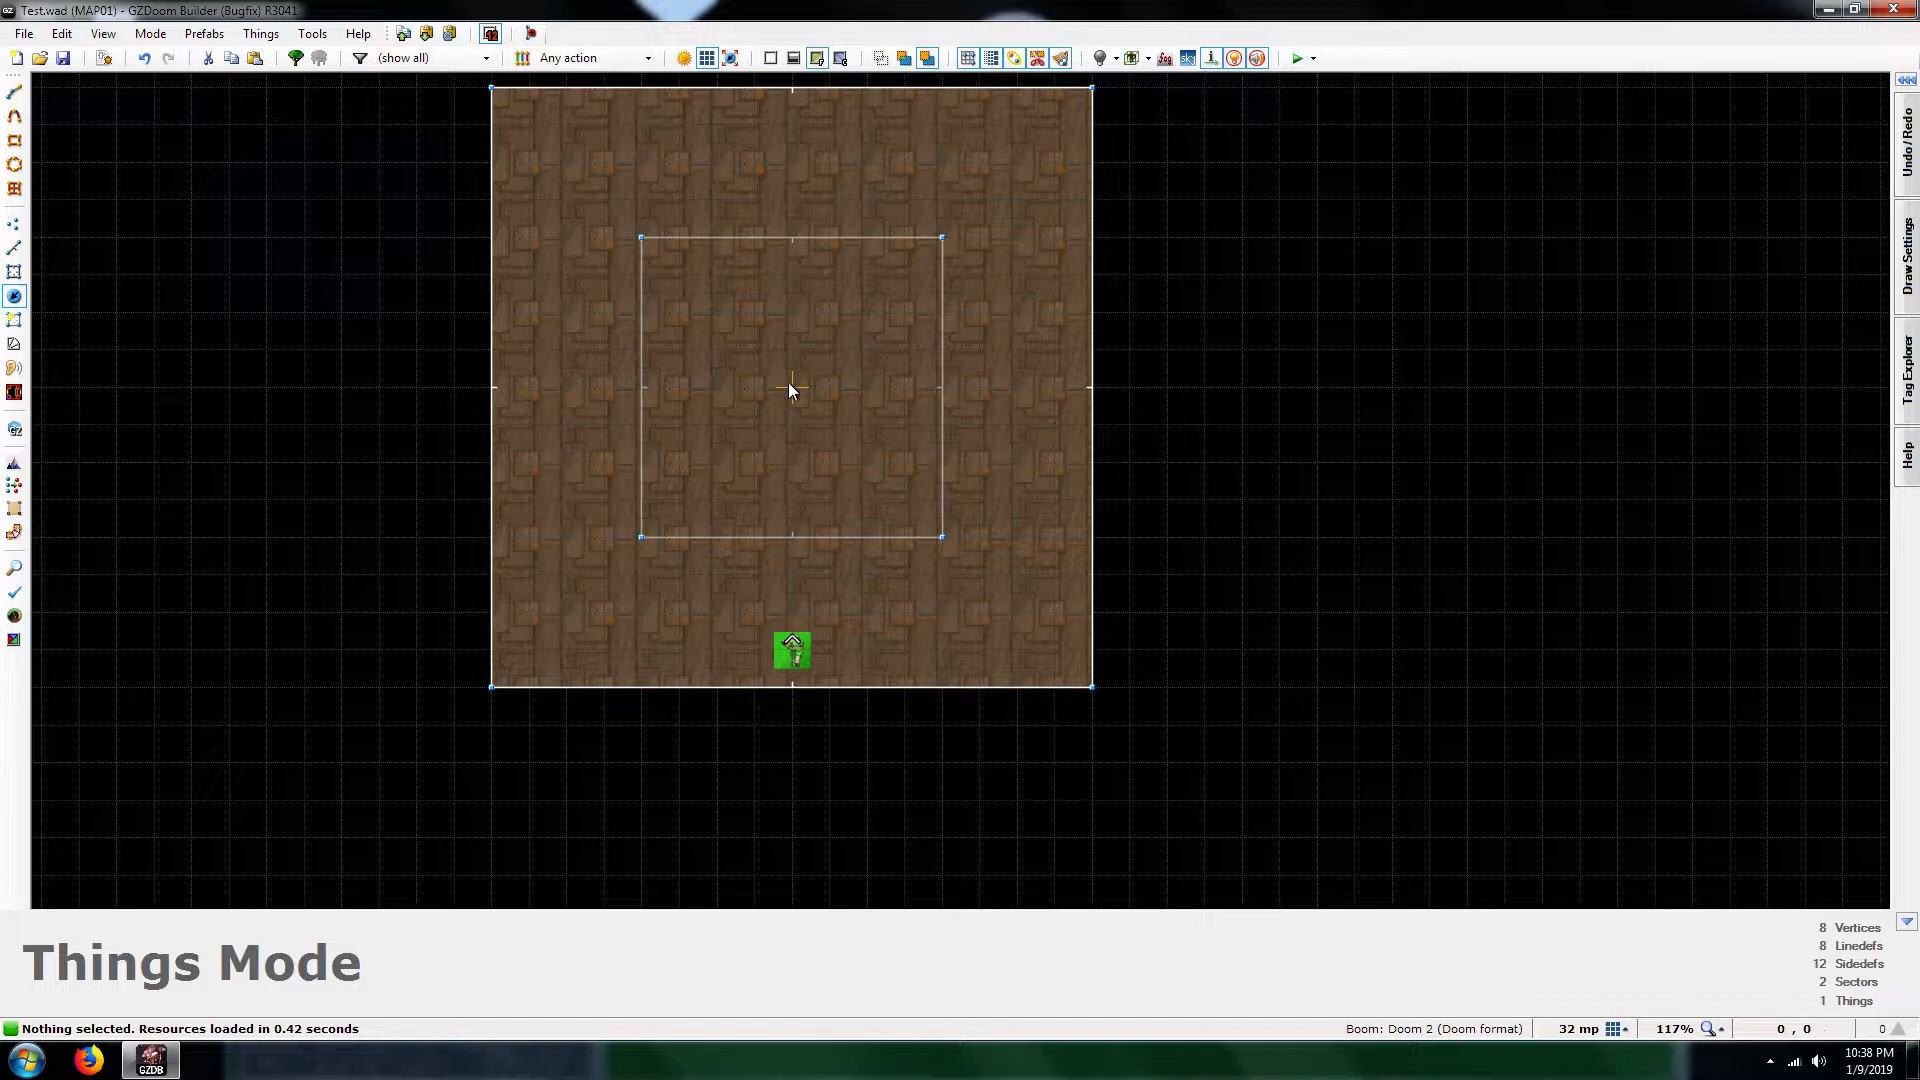 Test.wad (MAP01) - GZDoom Builder (Bugfix) R3041
File Edit View Mode Prefabs Things Tools Help
(show all) Any action
Undo / Redo
Draw Settings
Tag Explorer
Help
Things Mode
8 Vertices
8 Linedefs
12 Sidedefs
2 Sectors
1 Things
Nothing selected. Resources loaded in 0.42 seconds
Boom: Doom 2 (Doom format) 32 mp 117% 0 , 0 0
GZDB
10:38 PM
1/9/2019